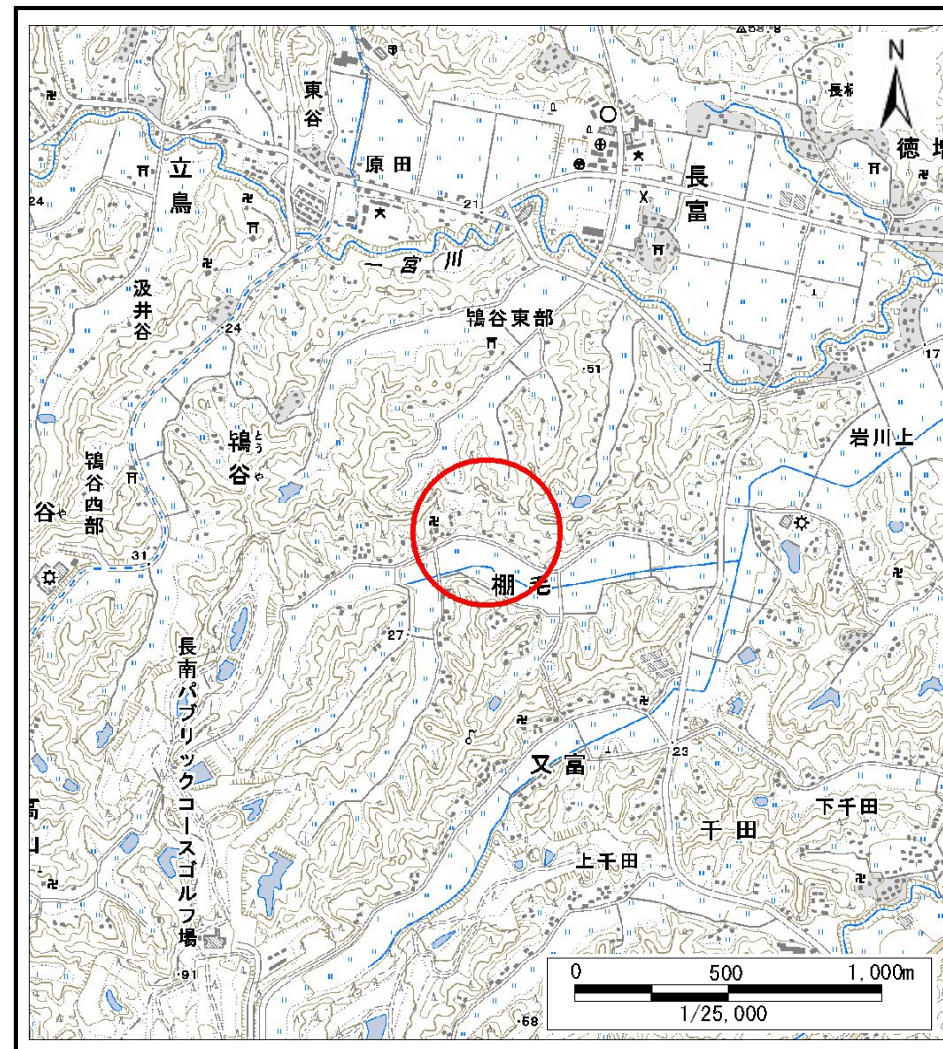 N
東谷
長柄
徳増
立鳥
原田
21
長富
24
一宮川
汲井谷
鴇谷東部
24
51
17
鴇谷
とうや
岩川上
鴇谷西部
谷や
31
棚毛
27
長南パブリックコースゴルフ場
又富
23
千田
下千田
上千田
91
58
0 500 1,000m
1/25,000